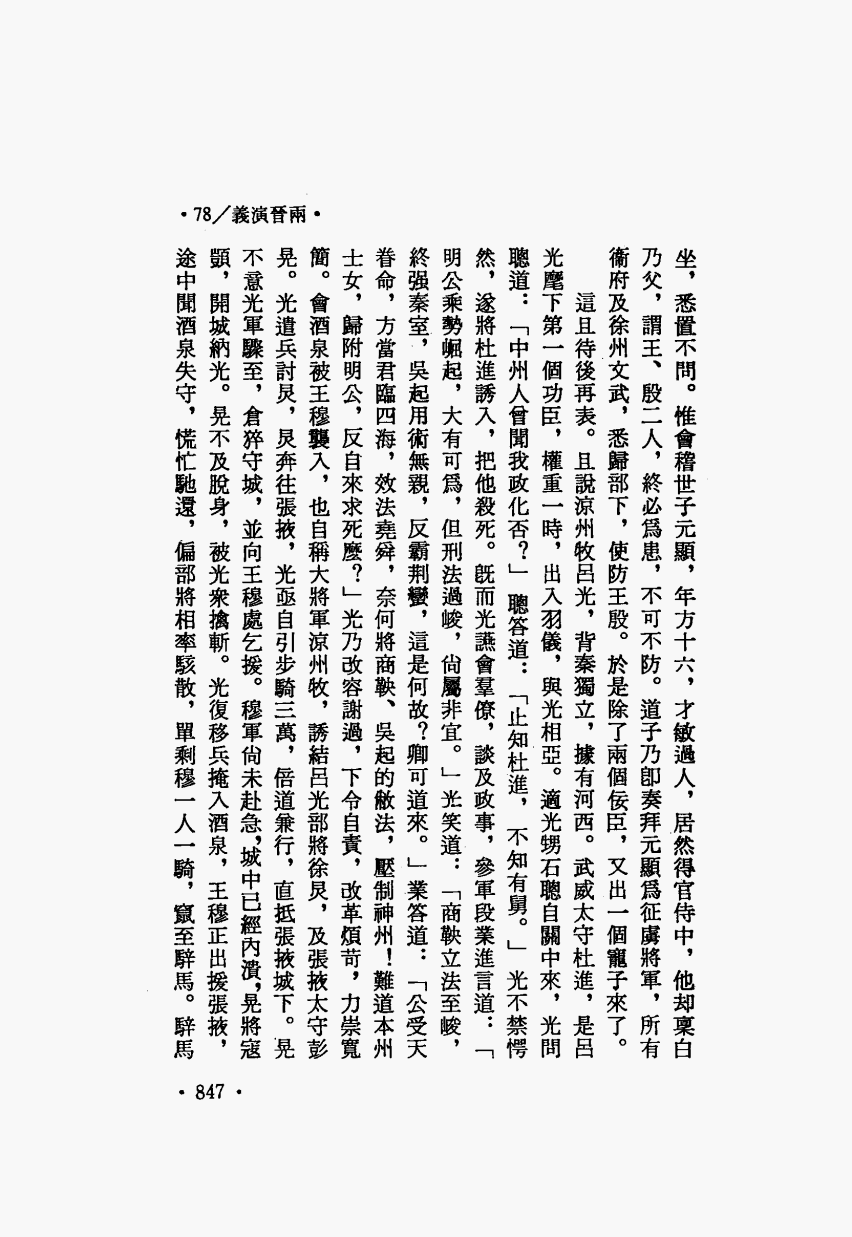 ·78/義演晉兩·
坐，悉置不問。惟會稽世子元顯，年方十六，才敏過人，居然得官侍中，他却稟白
乃父，謂王、殷二人，終必爲患，不可不防。道子乃卽奏拜元顯爲征虜將軍，所有
衞府及徐州文武，悉歸部下，使防王殷。於是除了兩個佞臣，又出一個寵子來了。
這且待後再表。且說涼州牧呂光，背秦獨立，據有河西。武威太守杜進，是呂
光麾下第一個功臣，權重一時，出入羽儀，與光相亞。適光甥石聰自關中來，光問
聰道：「中州人曾聞我政化否？」聰答道：「止知杜進，不知有舅。」光不禁愕
然，遂將杜進誘入，把他殺死。旣而光讌會羣僚，談及政事，參軍段業進言道：「
明公乘勢崛起，大有可爲，但刑法過峻，尙屬非宜。」光笑道：「商鞅立法至峻，
終强秦室，吳起用術無親，反霸荆蠻，這是何故？卿可道來。」業答道：「公受天
眷命，方當君臨四海，效法堯舜，奈何將商鞅、吳起的敝法，壓制神州！難道本州
士女，歸附明公，反自來求死麼？」光乃改容謝過，下令自責，改革煩苛，力崇寬
簡。會酒泉被王穆襲入，也自稱大將軍涼州牧，誘結呂光部將徐炅，及張掖太守彭
晃。光遣兵討炅，炅奔往張掖，光亟自引步騎三萬，倍道兼行，直抵張掖城下。晃
不意光軍驟至，倉猝守城，並向王穆處乞援。穆軍尙未赴急，城中已經內潰，晃將寇
顗，開城納光。晃不及脫身，被光衆擒斬。光復移兵掩入酒泉，王穆正出援張掖，
途中聞酒泉失守，慌忙馳還，偏部將相率駭散，單剩穆一人一騎，竄至騂馬。騂馬
·847·